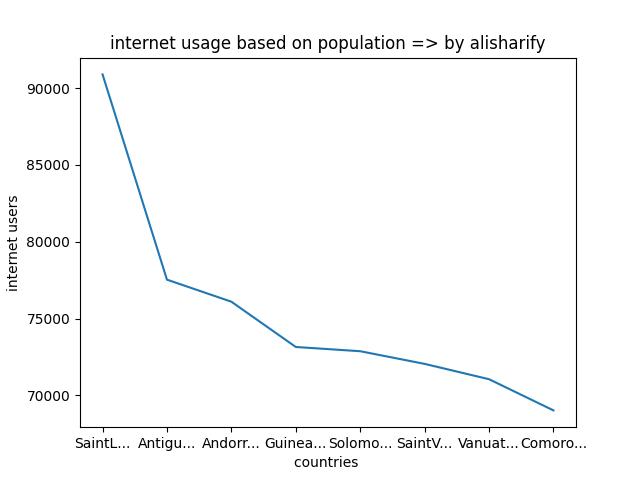 internet usage based on population => by alisharify
90000
85000
80000
75000
70000
internet users
SaintL... Antigu... Andorr... Guinea... Solomo... SaintV... Vanuat... Comoro...
countries